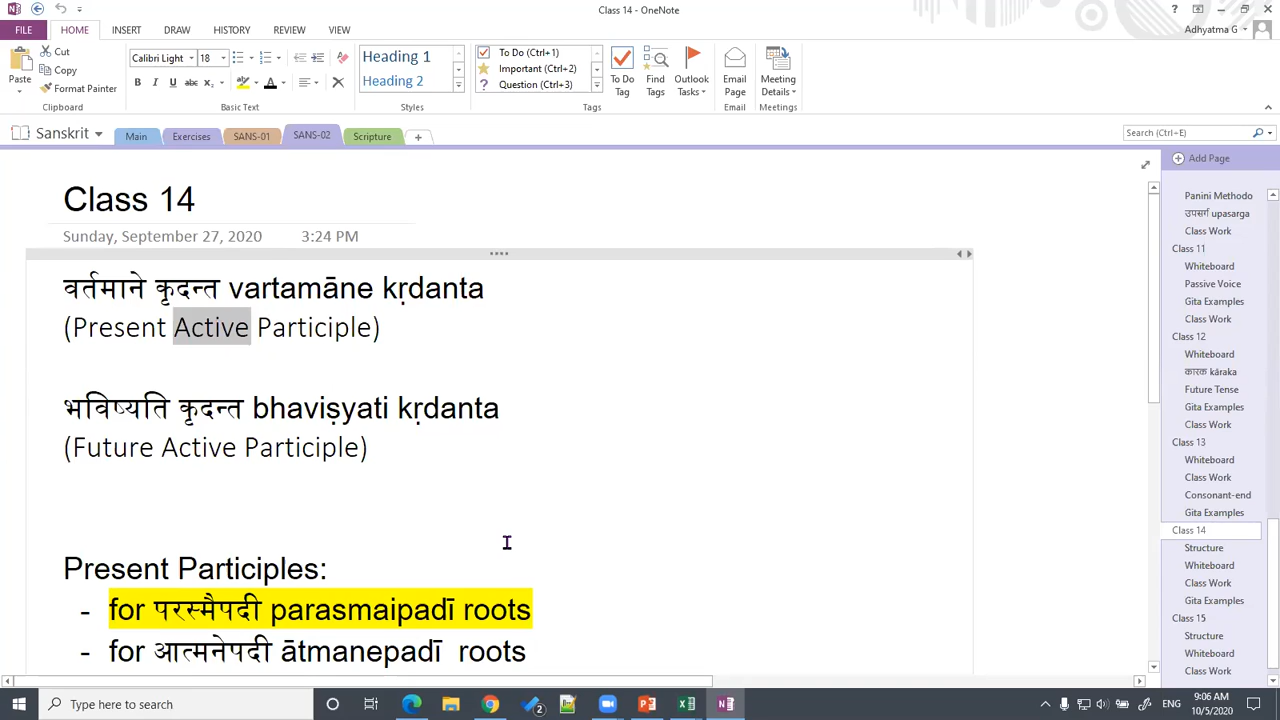 Class 14 - OneNote
FILE HOME INSERT DRAW HISTORY REVIEW VIEW
Adhyatma G
Paste
Cut
Copy
Format Painter
Clipboard
Calibri Light 18
B I U abc x₂ A
Basic Text
Heading 1
Heading 2
Styles
To Do (Ctrl+1)
Important (Ctrl+2)
Question (Ctrl+3)
To Do Tag
Find Tags
Outlook Tasks
Tags
Email Page
Email
Meeting Details
Meetings
Sanskrit Main Exercises SANS-01 SANS-02 Scripture
Search (Ctrl+E)
Class 14
Sunday, September 27, 2020 3:24 PM
वर्तमाने कृदन्त vartamāne kṛdanta
(Present Active Participle)
भविष्यति कृदन्त bhaviṣyati kṛdanta
(Future Active Participle)
Present Participles:
- for परस्मैपदी parasmaipadī roots
- for आत्मनेपदी ātmanepadī roots
Add Page
Panini Methodo
उपसर्ग upasarga
Class Work
Class 11
Whiteboard
Passive Voice
Gita Examples
Class Work
Class 12
Whiteboard
कारक kāraka
Future Tense
Gita Examples
Class Work
Class 13
Whiteboard
Class Work
Consonant-end
Gita Examples
Class 14
Structure
Whiteboard
Class Work
Gita Examples
Class 15
Structure
Whiteboard
Class Work
Type here to search
2
ENG
9:06 AM
10/5/2020